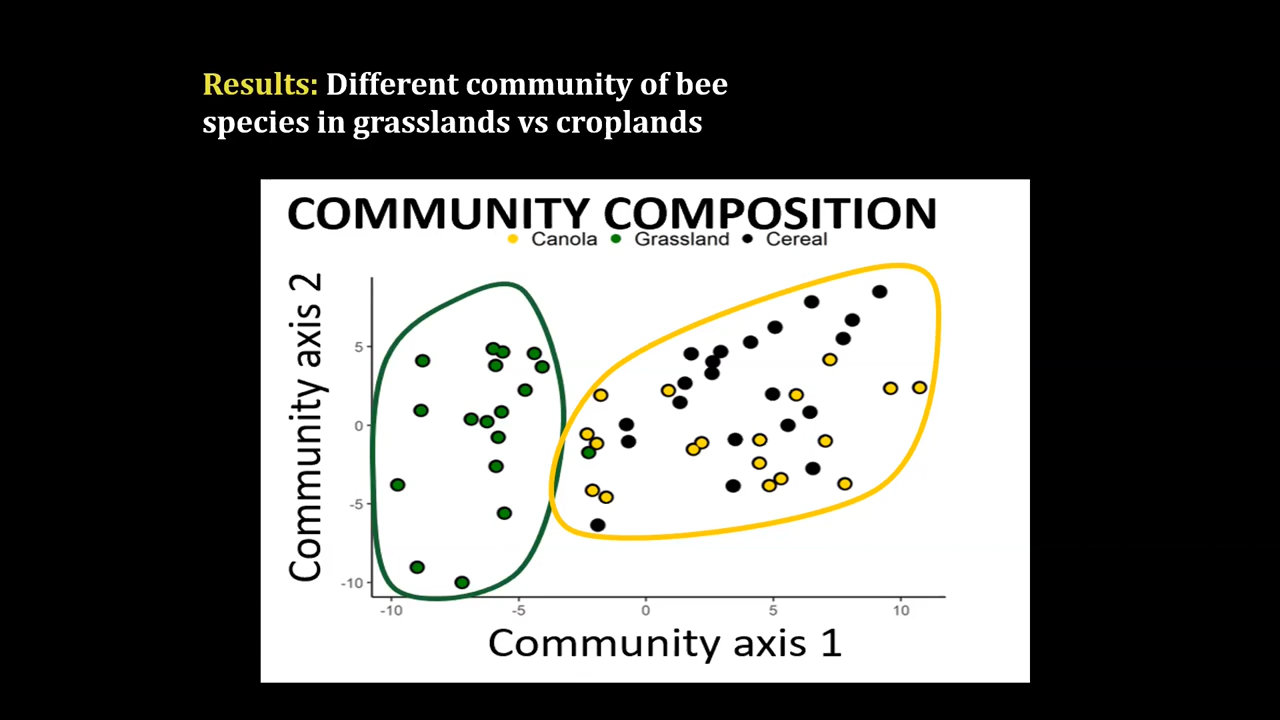 Results: Different community of bee
species in grasslands vs croplands
COMMUNITY COMPOSITION
Canola Grassland Cereal
Community axis 2
5
0
-5
-10
-10 -5 0 5 10
Community axis 1